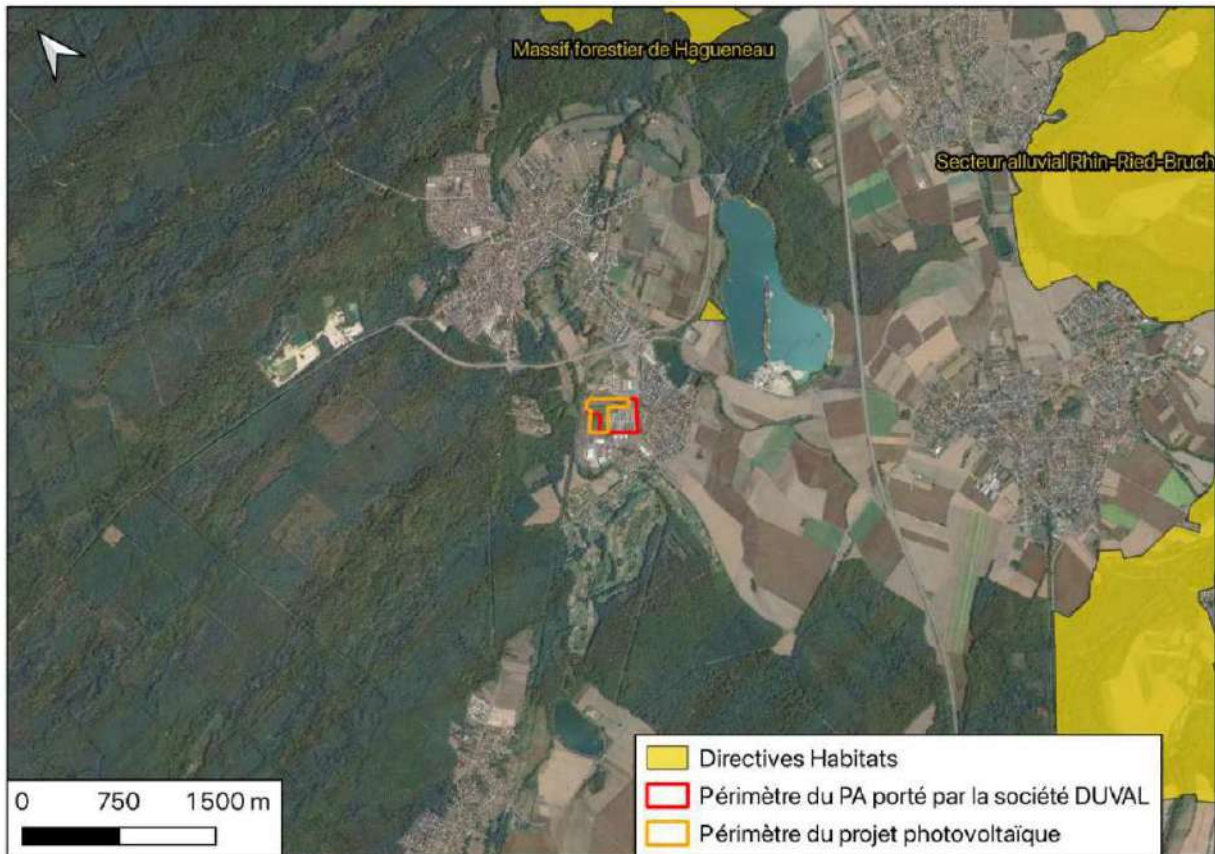 Massif forestier de Hagueneau
Secteur alluvial Rhin-Ried-Bruch
0 750 1500 m
Directives Habitats
Périmètre du PA porté par la société DUVAL
Périmètre du projet photovoltaïque